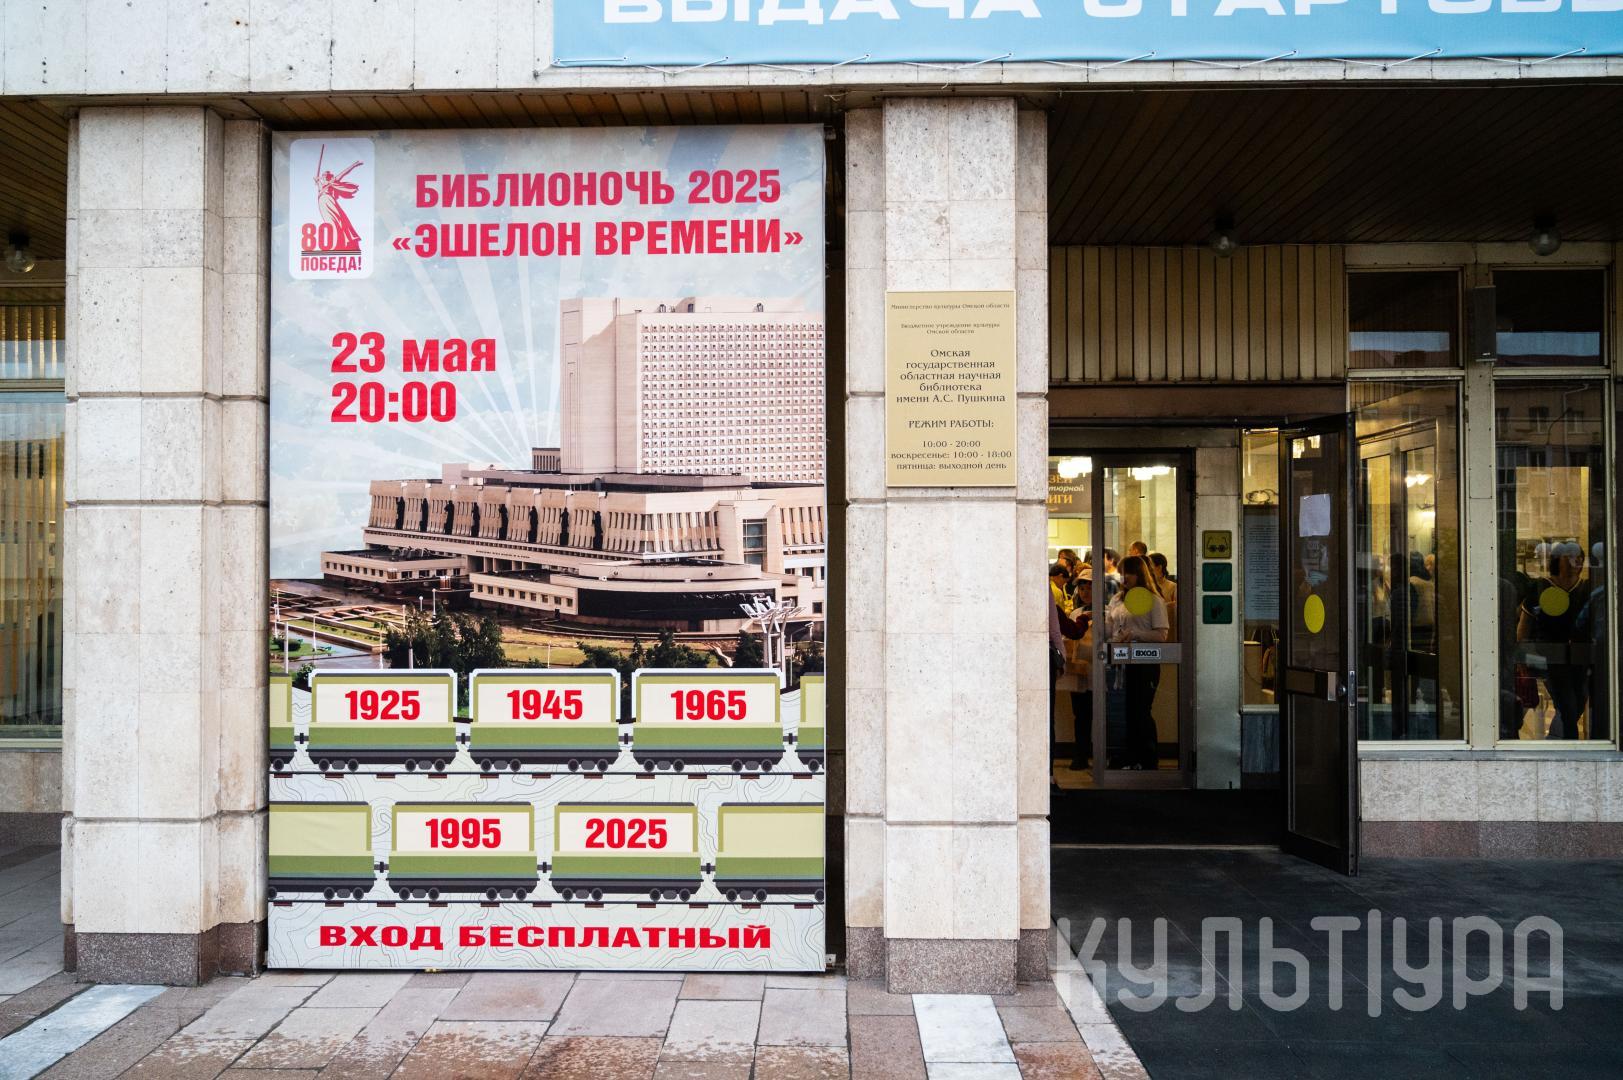 ВЫДАЧА
БИБЛИОНОЧЬ 2025
«ЭШЕЛОН ВРЕМЕНИ»
80
ПОБЕДА!
23 мая
20:00
1925 1945 1965
1995 2025
ВХОД БЕСПЛАТНЫЙ
Министерство культуры Омской области
Бюджетное учреждение культуры
Омской области
Омская
государственная
областная научная
библиотека
имени А.С. Пушкина
РЕЖИМ РАБОТЫ:
10:00 - 20:00
воскресенье: 10:00 - 18:00
пятница: выходной день
ВХОД
КУЛЬТУРА